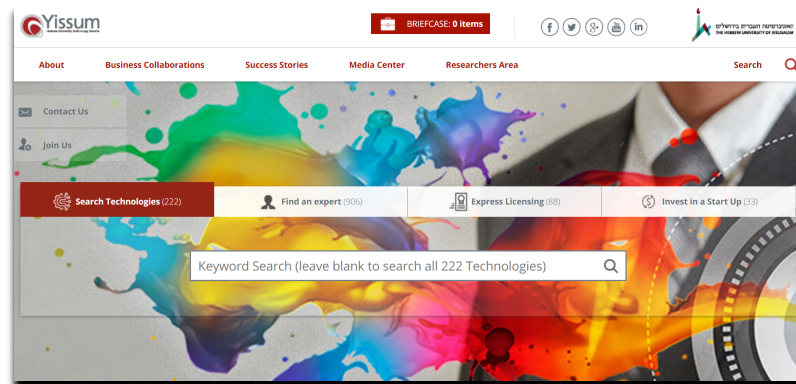 Yissum
BRIEFCASE: 0 items
האוניברסיטה העברית בירושלים
THE HEBREW UNIVERSITY OF JERUSALEM
About Business Collaborations Success Stories Media Center Researchers Area Search
Contact Us
Join Us
Search Technologies (222) Find an expert (906) Express Licensing (88) Invest in a Start Up (33)
Keyword Search (leave blank to search all 222 Technologies)